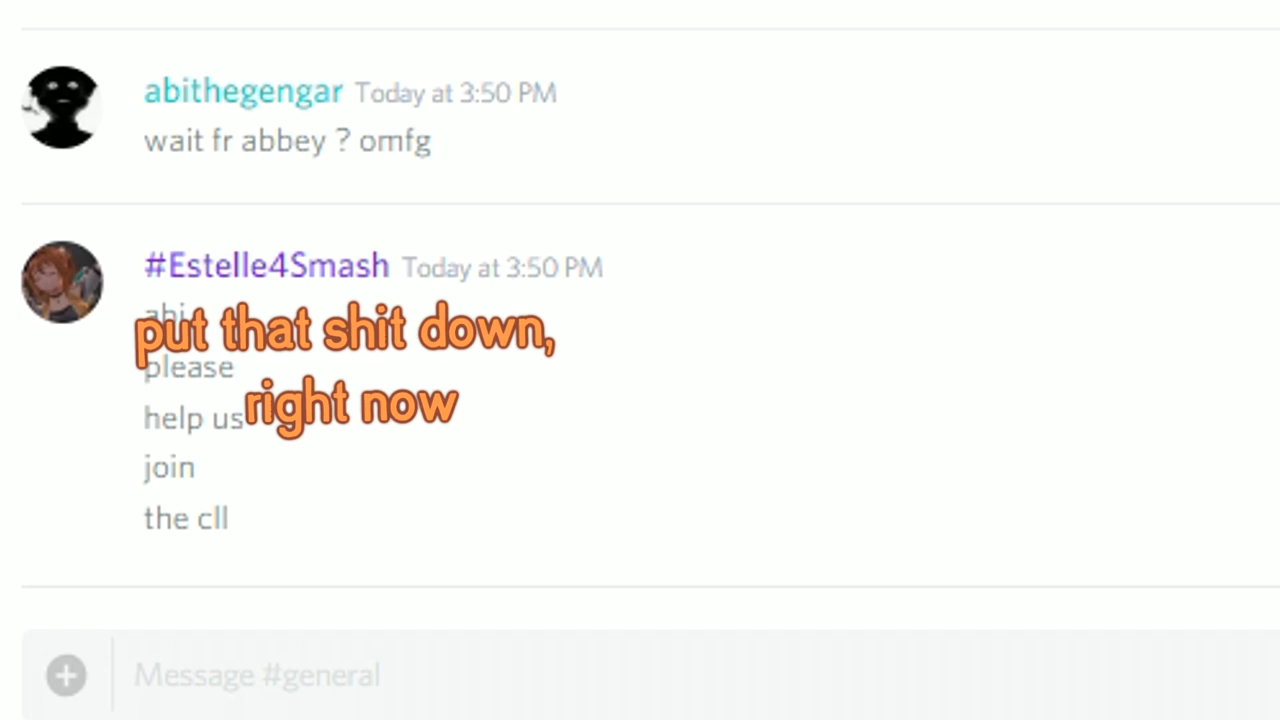 abithegengar Today at 3:50 PM
wait fr abbey ? omfg
#Estelle4Smash Today at 3:50 PM
abi
put that shit down,
please
right now
help us
join
the cll
Message #general